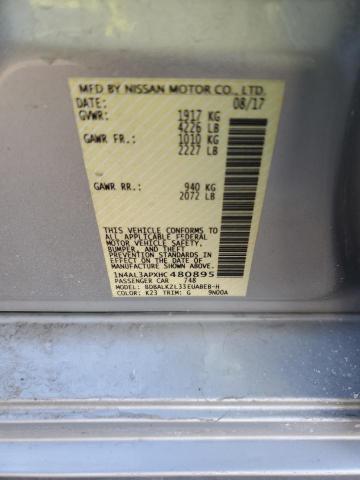 MFD BY NISSAN MOTOR CO., LTD.
DATE: 08/17
GVWR: 1917 KG
4226 LB
GAWR FR: 1010 KG
2227 LB
GAWR RR: 940 KG
2072 LB
THIS VEHICLE CONFORMS TO ALL
APPLICABLE U.S. FEDERAL
MOTOR VEHICLE SAFETY, BUMPER,
AND THEFT PREVENTION STANDARDS
IN EFFECT ON THE DATE OF
MANUFACTURE SHOWN ABOVE.
1N4AL3APXHC480895
PASSENGER CAR 748
MODEL: BDBALKZL33EUABEB-H
COLOR: K23 TRIM: G 9N00A